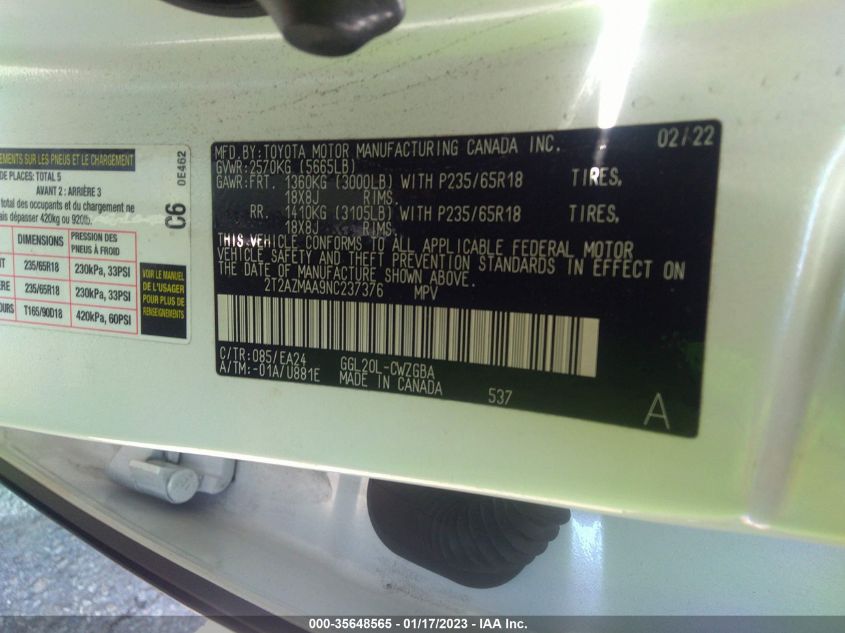 EMENTS SUR LES PNEUS ET LE CHARGEMENT
DE PLACES: TOTAL 5
AVANT 2 : ARRIÈRE 3
total des occupants et du chargement ne
ais dépasser 420kg ou 920lb.
DIMENSIONS PRESSION DES PNEUS À FROID
NT 235/65R18 230kPa, 33PSI
ÈRE 235/65R18 230kPa, 33PSI
OURS T165/90D18 420kPa, 60PSI
VOIR LE MANUEL
DE L'USAGER
POUR PLUS DE
RENSEIGNEMENTS
C6
0E462
MFD.BY:TOYOTA MOTOR MANUFACTURING CANADA INC. 02/22
GVWR:2570KG (5665LB)
GAWR:FRT. 1360KG (3000LB) WITH P235/65R18 TIRES,
18X8J RIMS,
RR. 1410KG (3105LB) WITH P235/65R18 TIRES,
18X8J RIMS,
THIS VEHICLE CONFORMS TO ALL APPLICABLE FEDERAL MOTOR
VEHICLE SAFETY AND THEFT PREVENTION STANDARDS IN EFFECT ON
THE DATE OF MANUFACTURE SHOWN ABOVE.
2T2AZMAA9NC237376 MPV
C/TR:085/EA24 GGL20L-CWZGBA
A/TM:-01A/U881E MADE IN CANADA
537
A
000-35648565 - 01/17/2023 - IAA Inc.